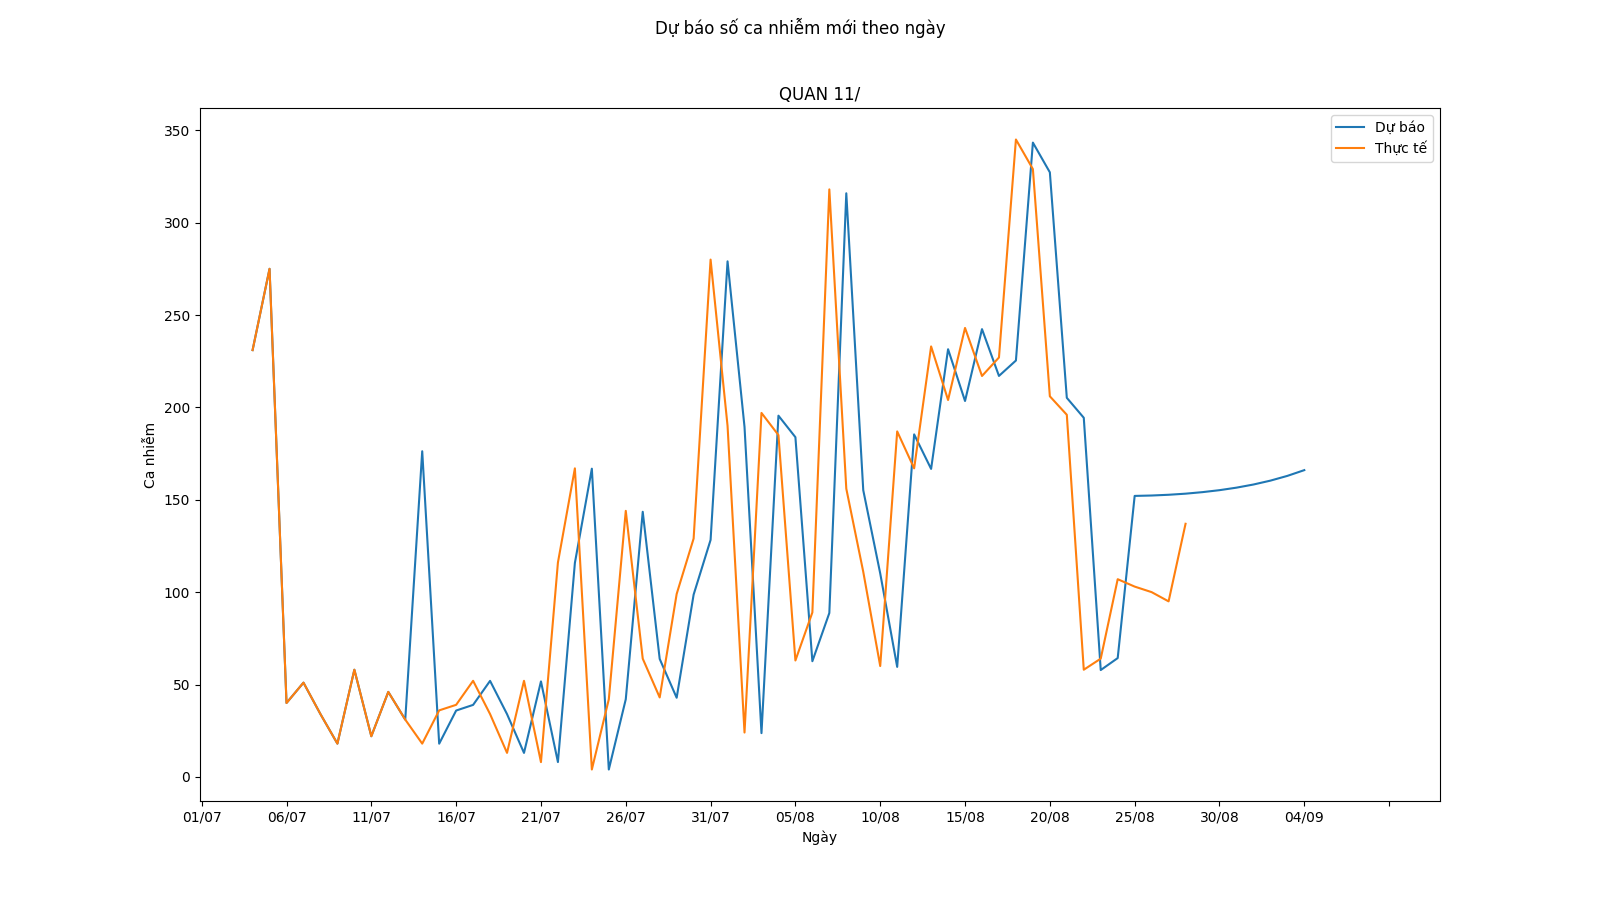 Dự báo số ca nhiễm mới theo ngày
QUAN 11/
Dự báo
Thực tế
Ca nhiễm
350
300
250
200
150
100
50
0
01/07 06/07 11/07 16/07 21/07 26/07 31/07 05/08 10/08 15/08 20/08 25/08 30/08 04/09
Ngày